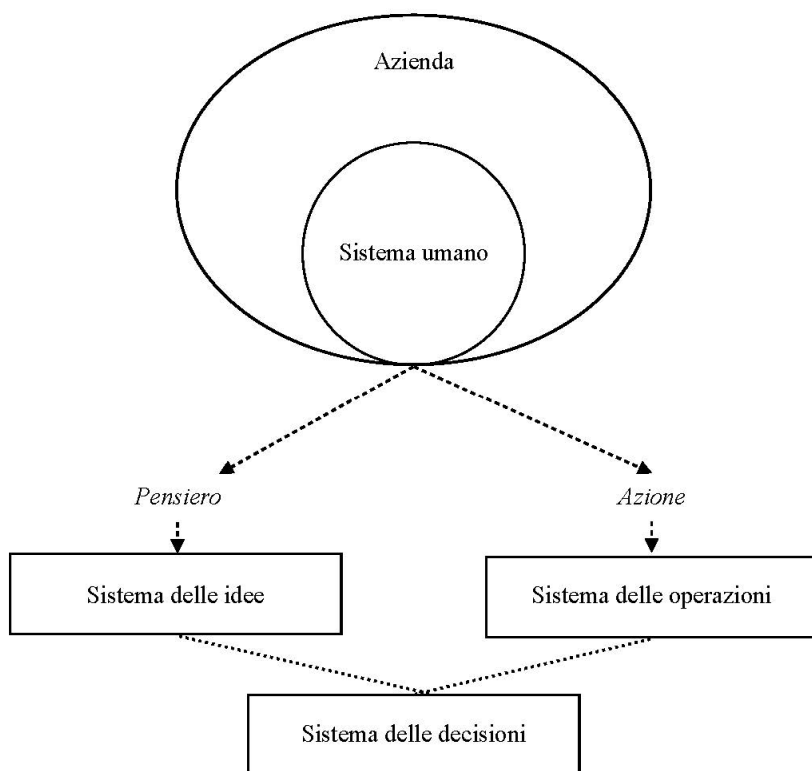 Azienda
Sistema umano
Pensiero
Azione
Sistema delle idee
Sistema delle operazioni
Sistema delle decisioni